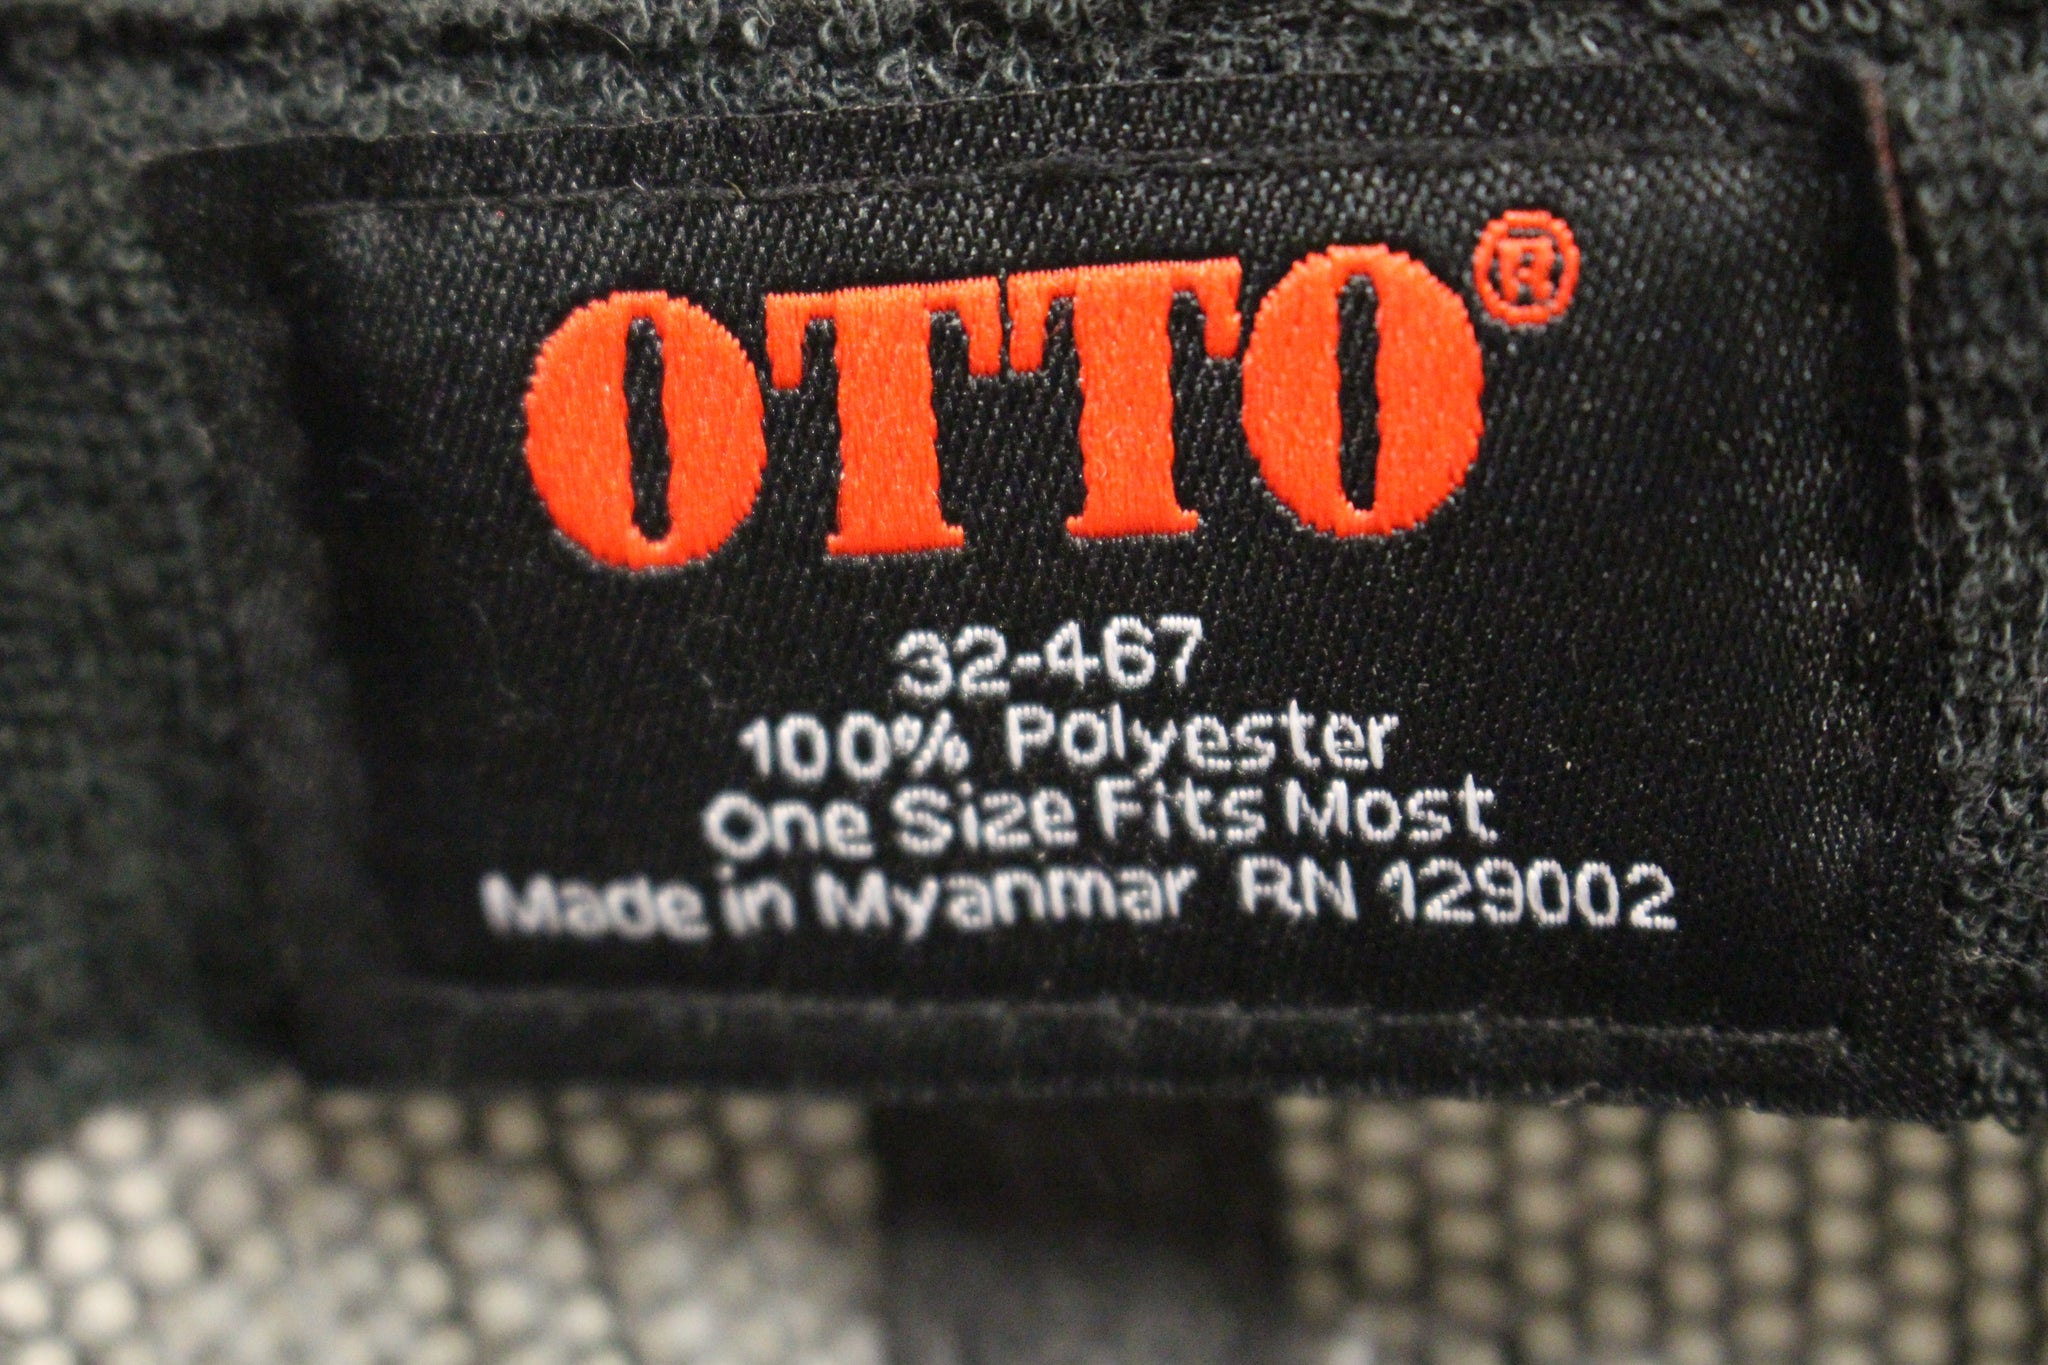 OTTO®
32-467
100% Polyester
One Size Fits Most
Made in Myanmar RN 129002